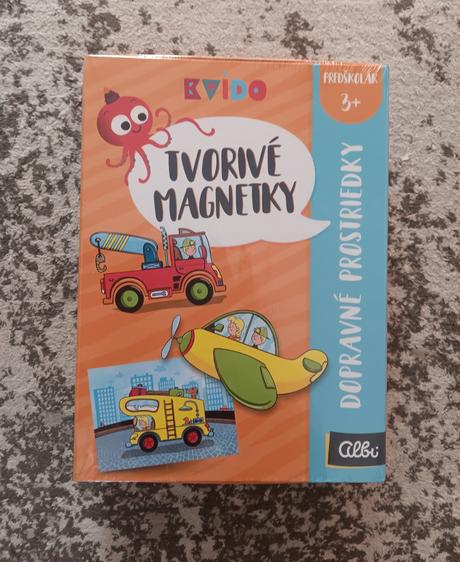 KVÍDO
PREDŠKOLÁK
3+
TVORIVÉ
MAGNETKY
DOPRAVNÉ PROSTRIEDKY
Albi